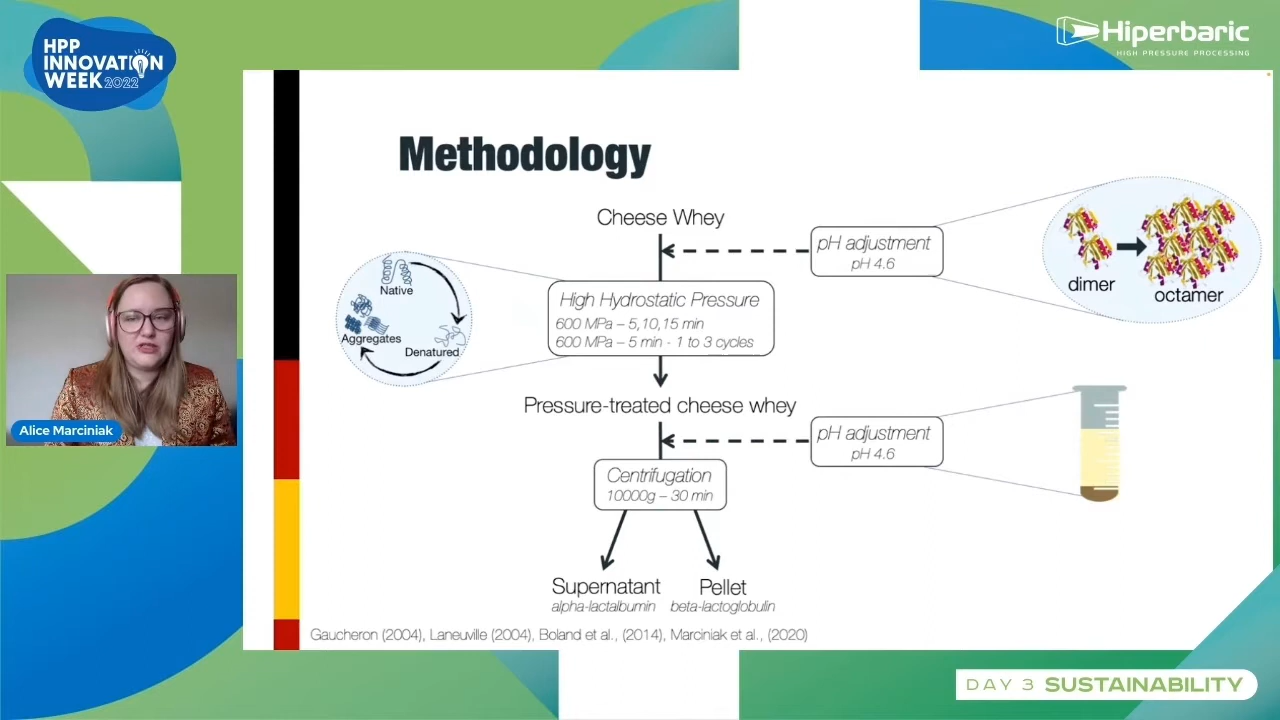 HPP
INNOVATION
WEEK 2022
Hiperbaric
HIGH PRESSURE PROCESSING
Methodology
Cheese Whey
pH adjustment
pH 4.6
dimer
octamer
Native
Aggregates
Denatured
High Hydrostatic Pressure
600 MPa – 5,10,15 min
600 MPa – 5 min - 1 to 3 cycles
Pressure-treated cheese whey
pH adjustment
pH 4.6
Centrifugation
10000g – 30 min
Supernatant
alpha-lactalbumin
Pellet
beta-lactoglobulin
Gaucheron (2004), Laneuville (2004), Boland et al., (2014), Marciniak et al., (2020)
Alice Marciniak
DAY 3 SUSTAINABILITY